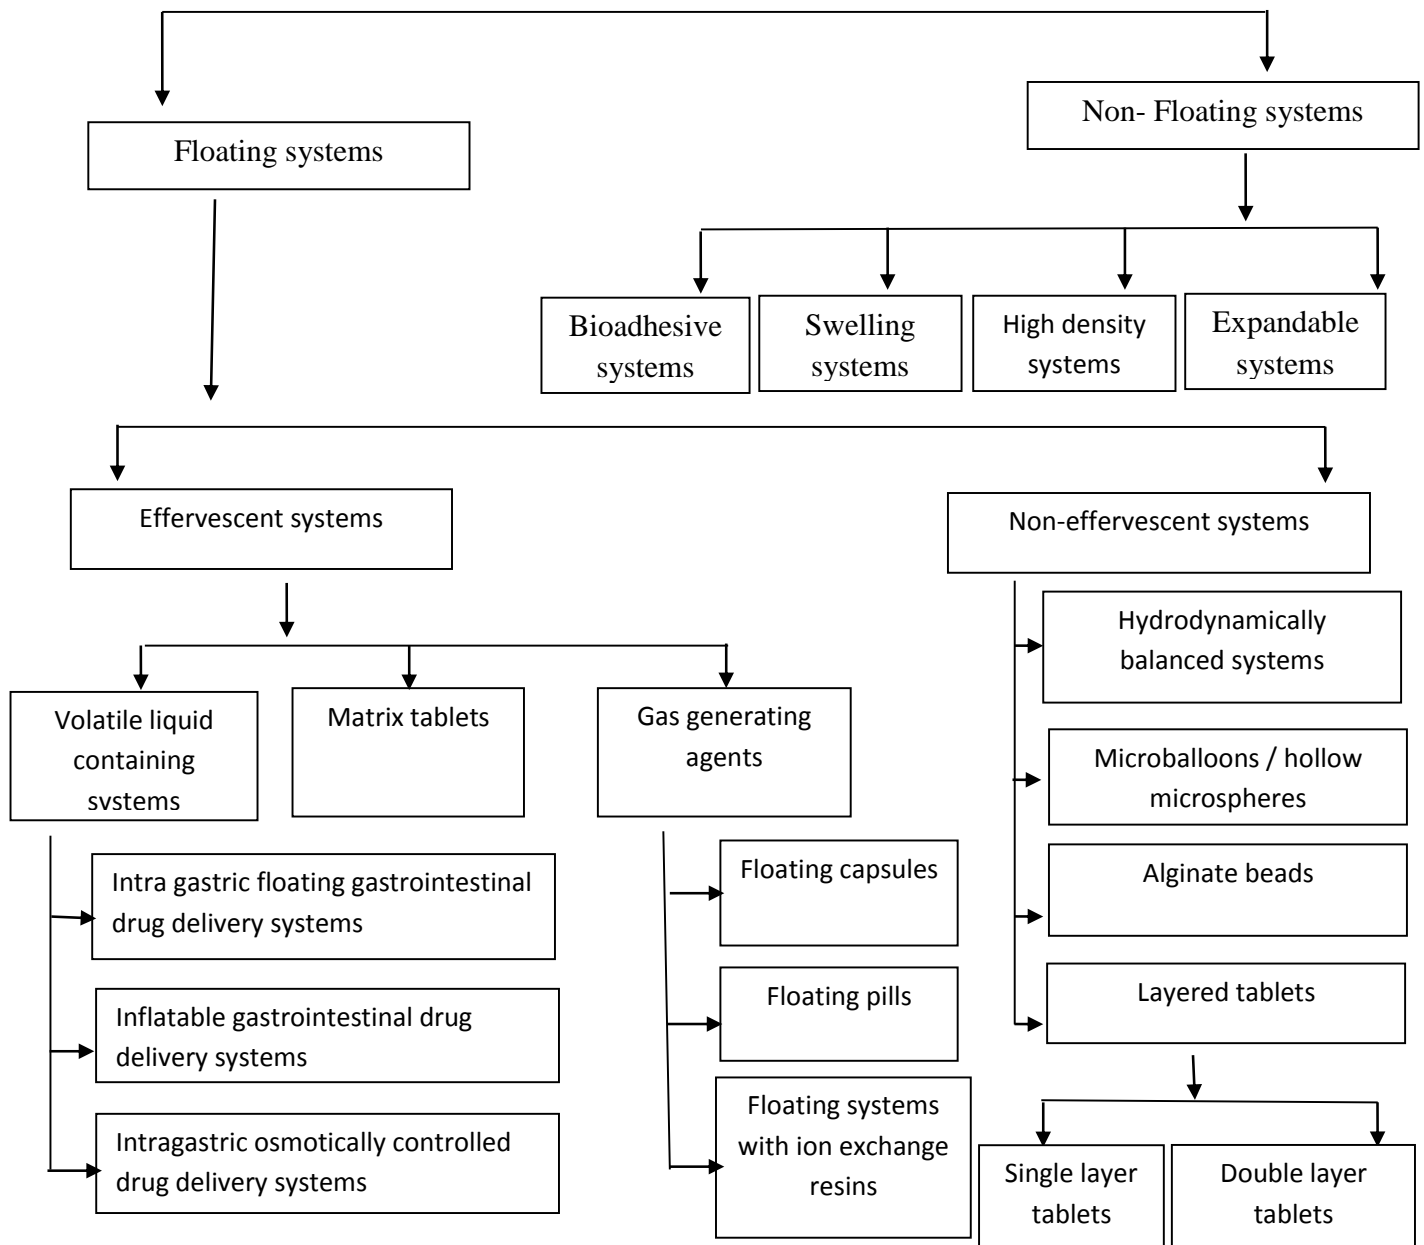 Floating systems
Non- Floating systems
Bioadhesive
systems
Swelling
systems
High density
systems
Expandable
systems
Effervescent systems
Non-effervescent systems
Volatile liquid
containing
systems
Matrix tablets
Gas generating
agents
Hydrodynamically
balanced systems
Microballoons / hollow
microspheres
Alginate beads
Layered tablets
Intra gastric floating gastrointestinal
drug delivery systems
Inflatable gastrointestinal drug
delivery systems
Intragastric osmotically controlled
drug delivery systems
Floating capsules
Floating pills
Floating systems
with ion exchange
resins
Single layer
tablets
Double layer
tablets